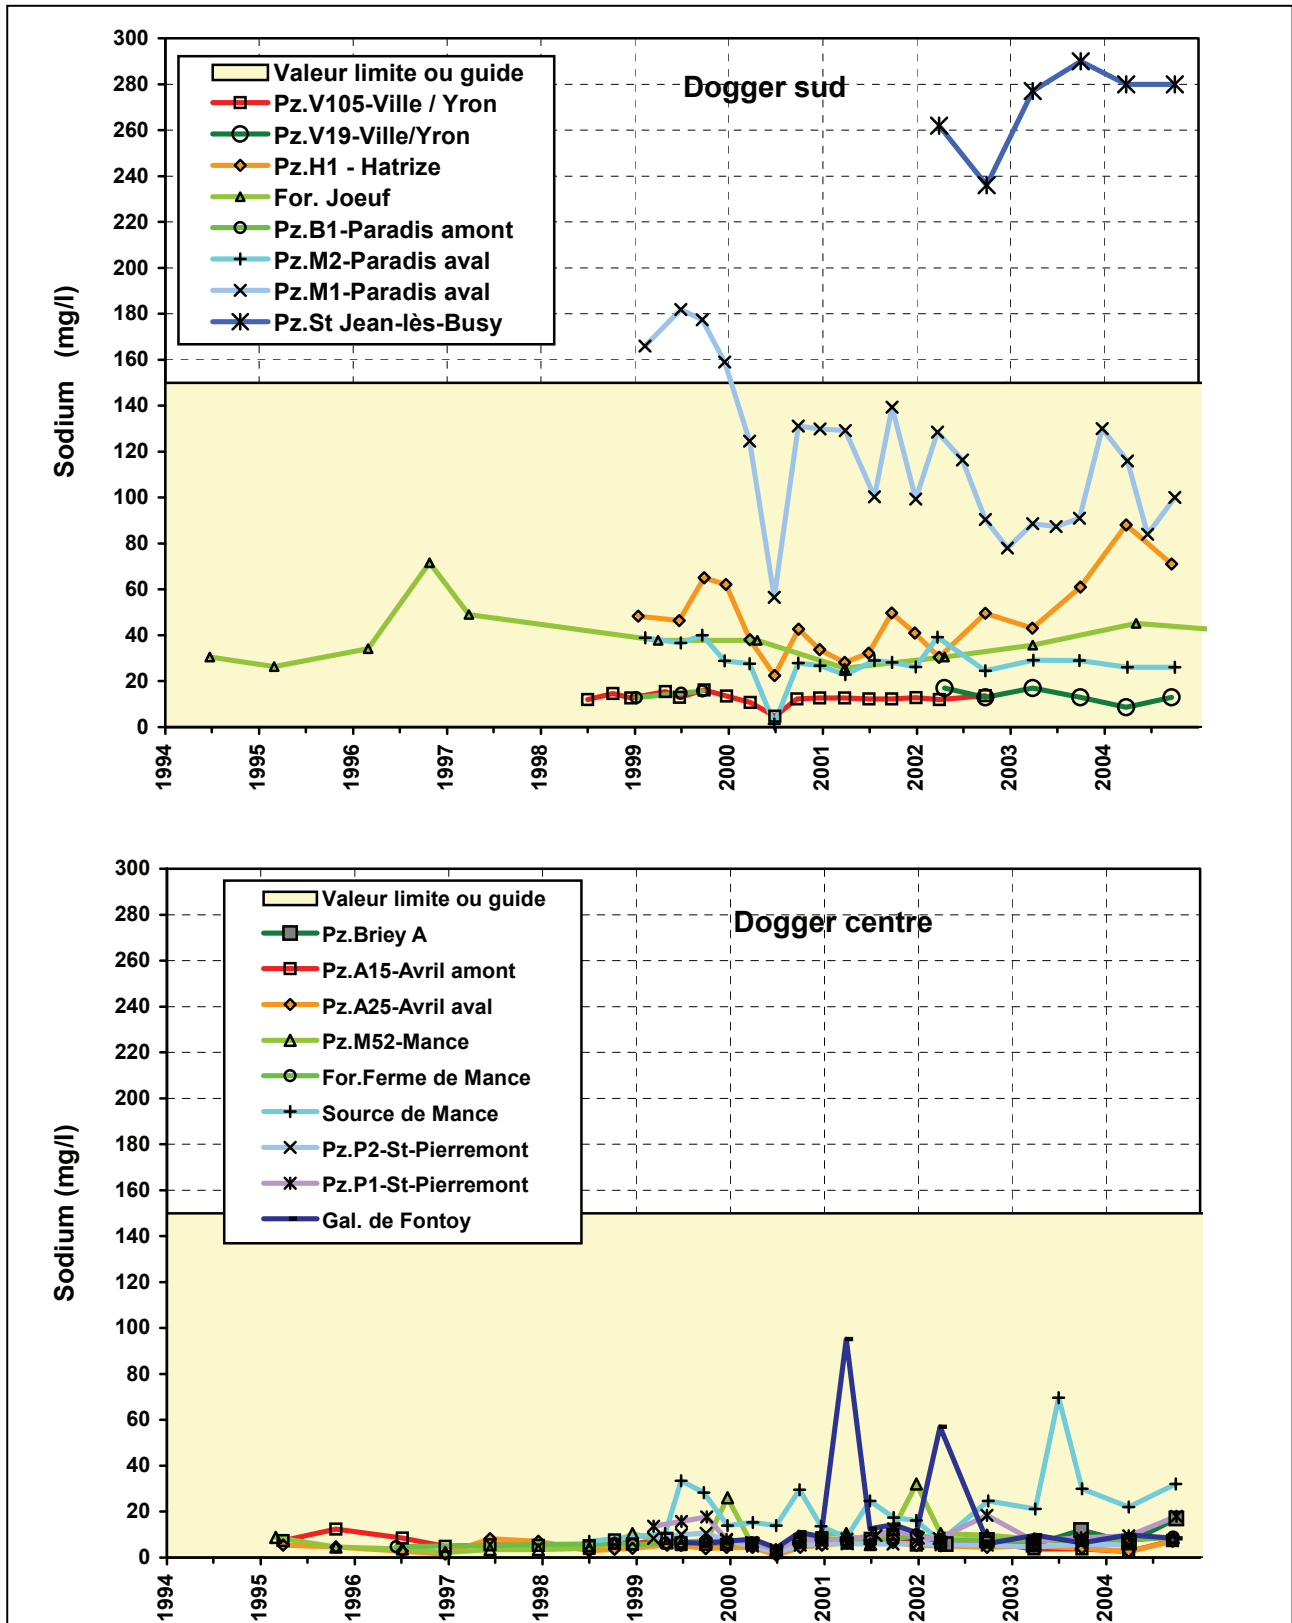 Dogger sud
Sodium (mg/l)
300
280
260
240
220
200
180
160
140
120
100
80
60
40
20
0
Valeur limite ou guide
Pz.V105-Ville / Yron
Pz.V19-Ville/Yron
Pz.H1 - Hatrize
For. Joeuf
Pz.B1-Paradis amont
Pz.M2-Paradis aval
Pz.M1-Paradis aval
Pz.St Jean-lès-Busy
1994
1995
1996
1997
1998
1999
2000
2001
2002
2003
2004
Dogger centre
Sodium (mg/l)
300
280
260
240
220
200
180
160
140
120
100
80
60
40
20
0
Valeur limite ou guide
Pz.Briey A
Pz.A15-Avril amont
Pz.A25-Avril aval
Pz.M52-Mance
For.Ferme de Mance
Source de Mance
Pz.P2-St-Pierremont
Pz.P1-St-Pierremont
Gal. de Fontoy
1994
1995
1996
1997
1998
1999
2000
2001
2002
2003
2004